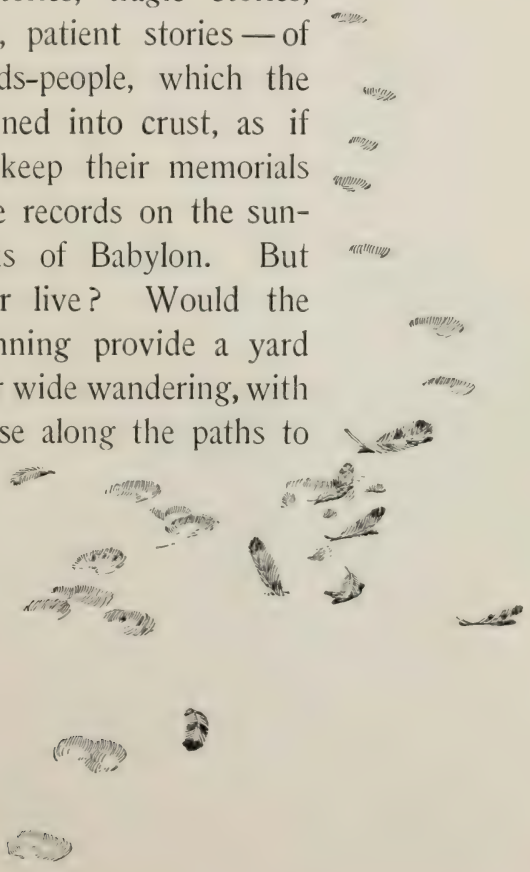 , patient stories — of
ds-people, which the
ned into crust, as if
keep their memorials
e records on the sun-
s of Babylon. But
r live? Would the
nning provide a yard
r wide wandering, with
se along the paths to